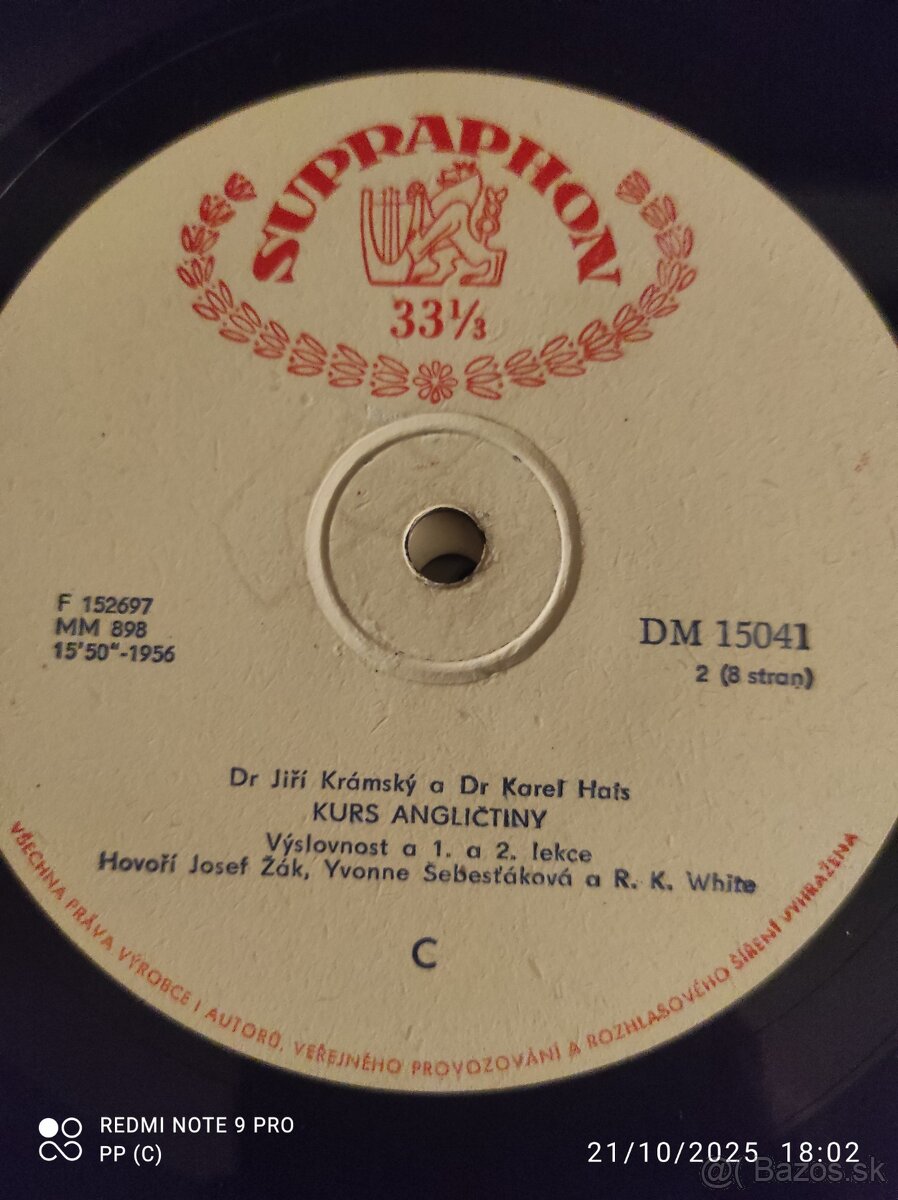 SUPRAPHON
33⅓
F 152697
MM 898
15'50"-1956
DM 15041
2 (8 stran)
Dr Jiří Krámský a Dr Karel Hais
KURS ANGLIČTINY
Výslovnost a 1. a 2. lekce
Hovoří Josef Žák, Yvonne Šebesťáková a R. K. White
C
VŠECHNA PRÁVA VÝROBCE I AUTORŮ, VEŘEJNÉHO PROVOZOVÁNÍ A ROZHLASOVÉHO ŠÍŘENÍ VYHRAŽENA
REDMI NOTE 9 PRO
PP (C)
21/10/2025 18:02
@( Bazos.sk